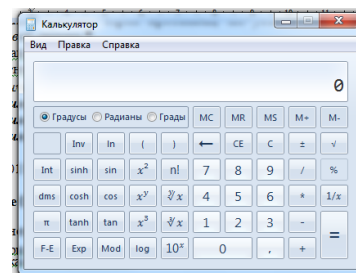 Калькулятор
Вид Правка Справка
0
Градусы Радианы Грады MC MR MS M+ M-
Inv ln ( ) ← CE C ± √
Int sinh sin x² n! 7 8 9 / %
dms cosh cos xʸ ʸ√x 4 5 6 * 1/x
π tanh tan x³ ³√x 1 2 3 - =
F-E Exp Mod log 10ˣ 0 , +